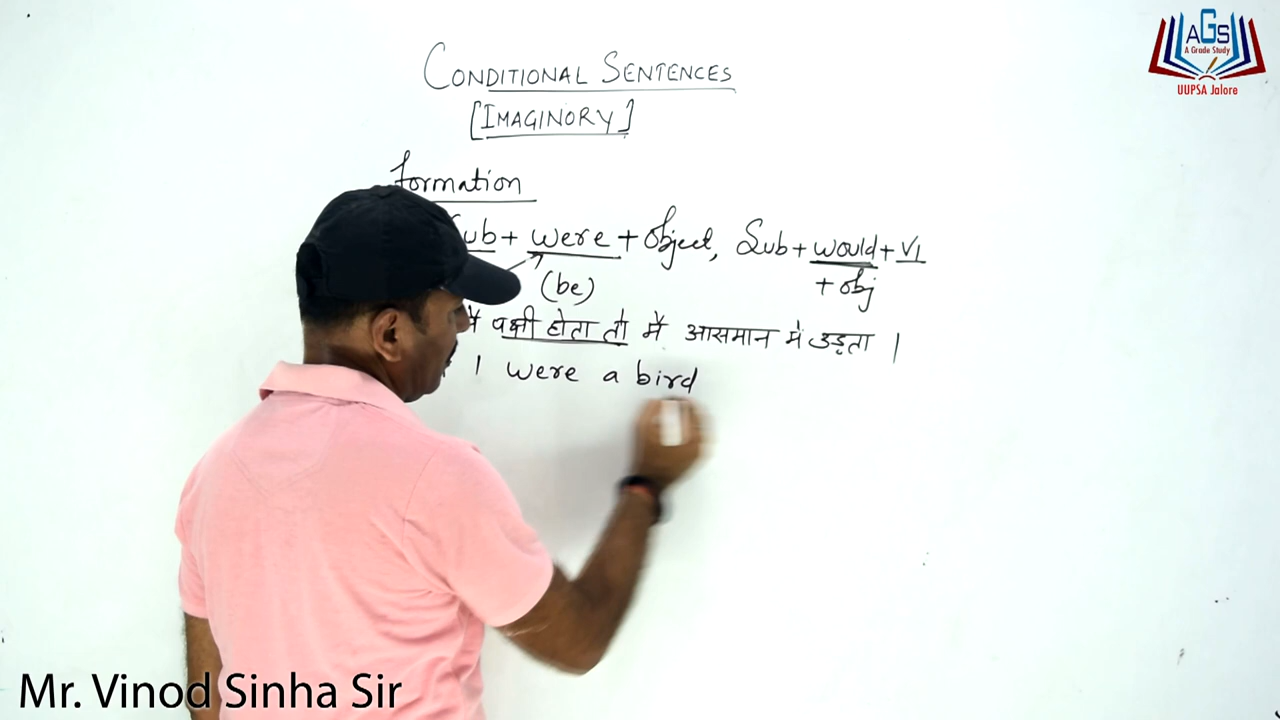 AGS
A Grade Study
UUPSA Jalore
CONDITIONAL SENTENCES
[IMAGINORY]
Formation
Sub + were + Object, Sub + would + V1
(be) + obj
मैं पक्षी होता तो मैं आसमान में उड़ता ।
I were a bird
Mr. Vinod Sinha Sir